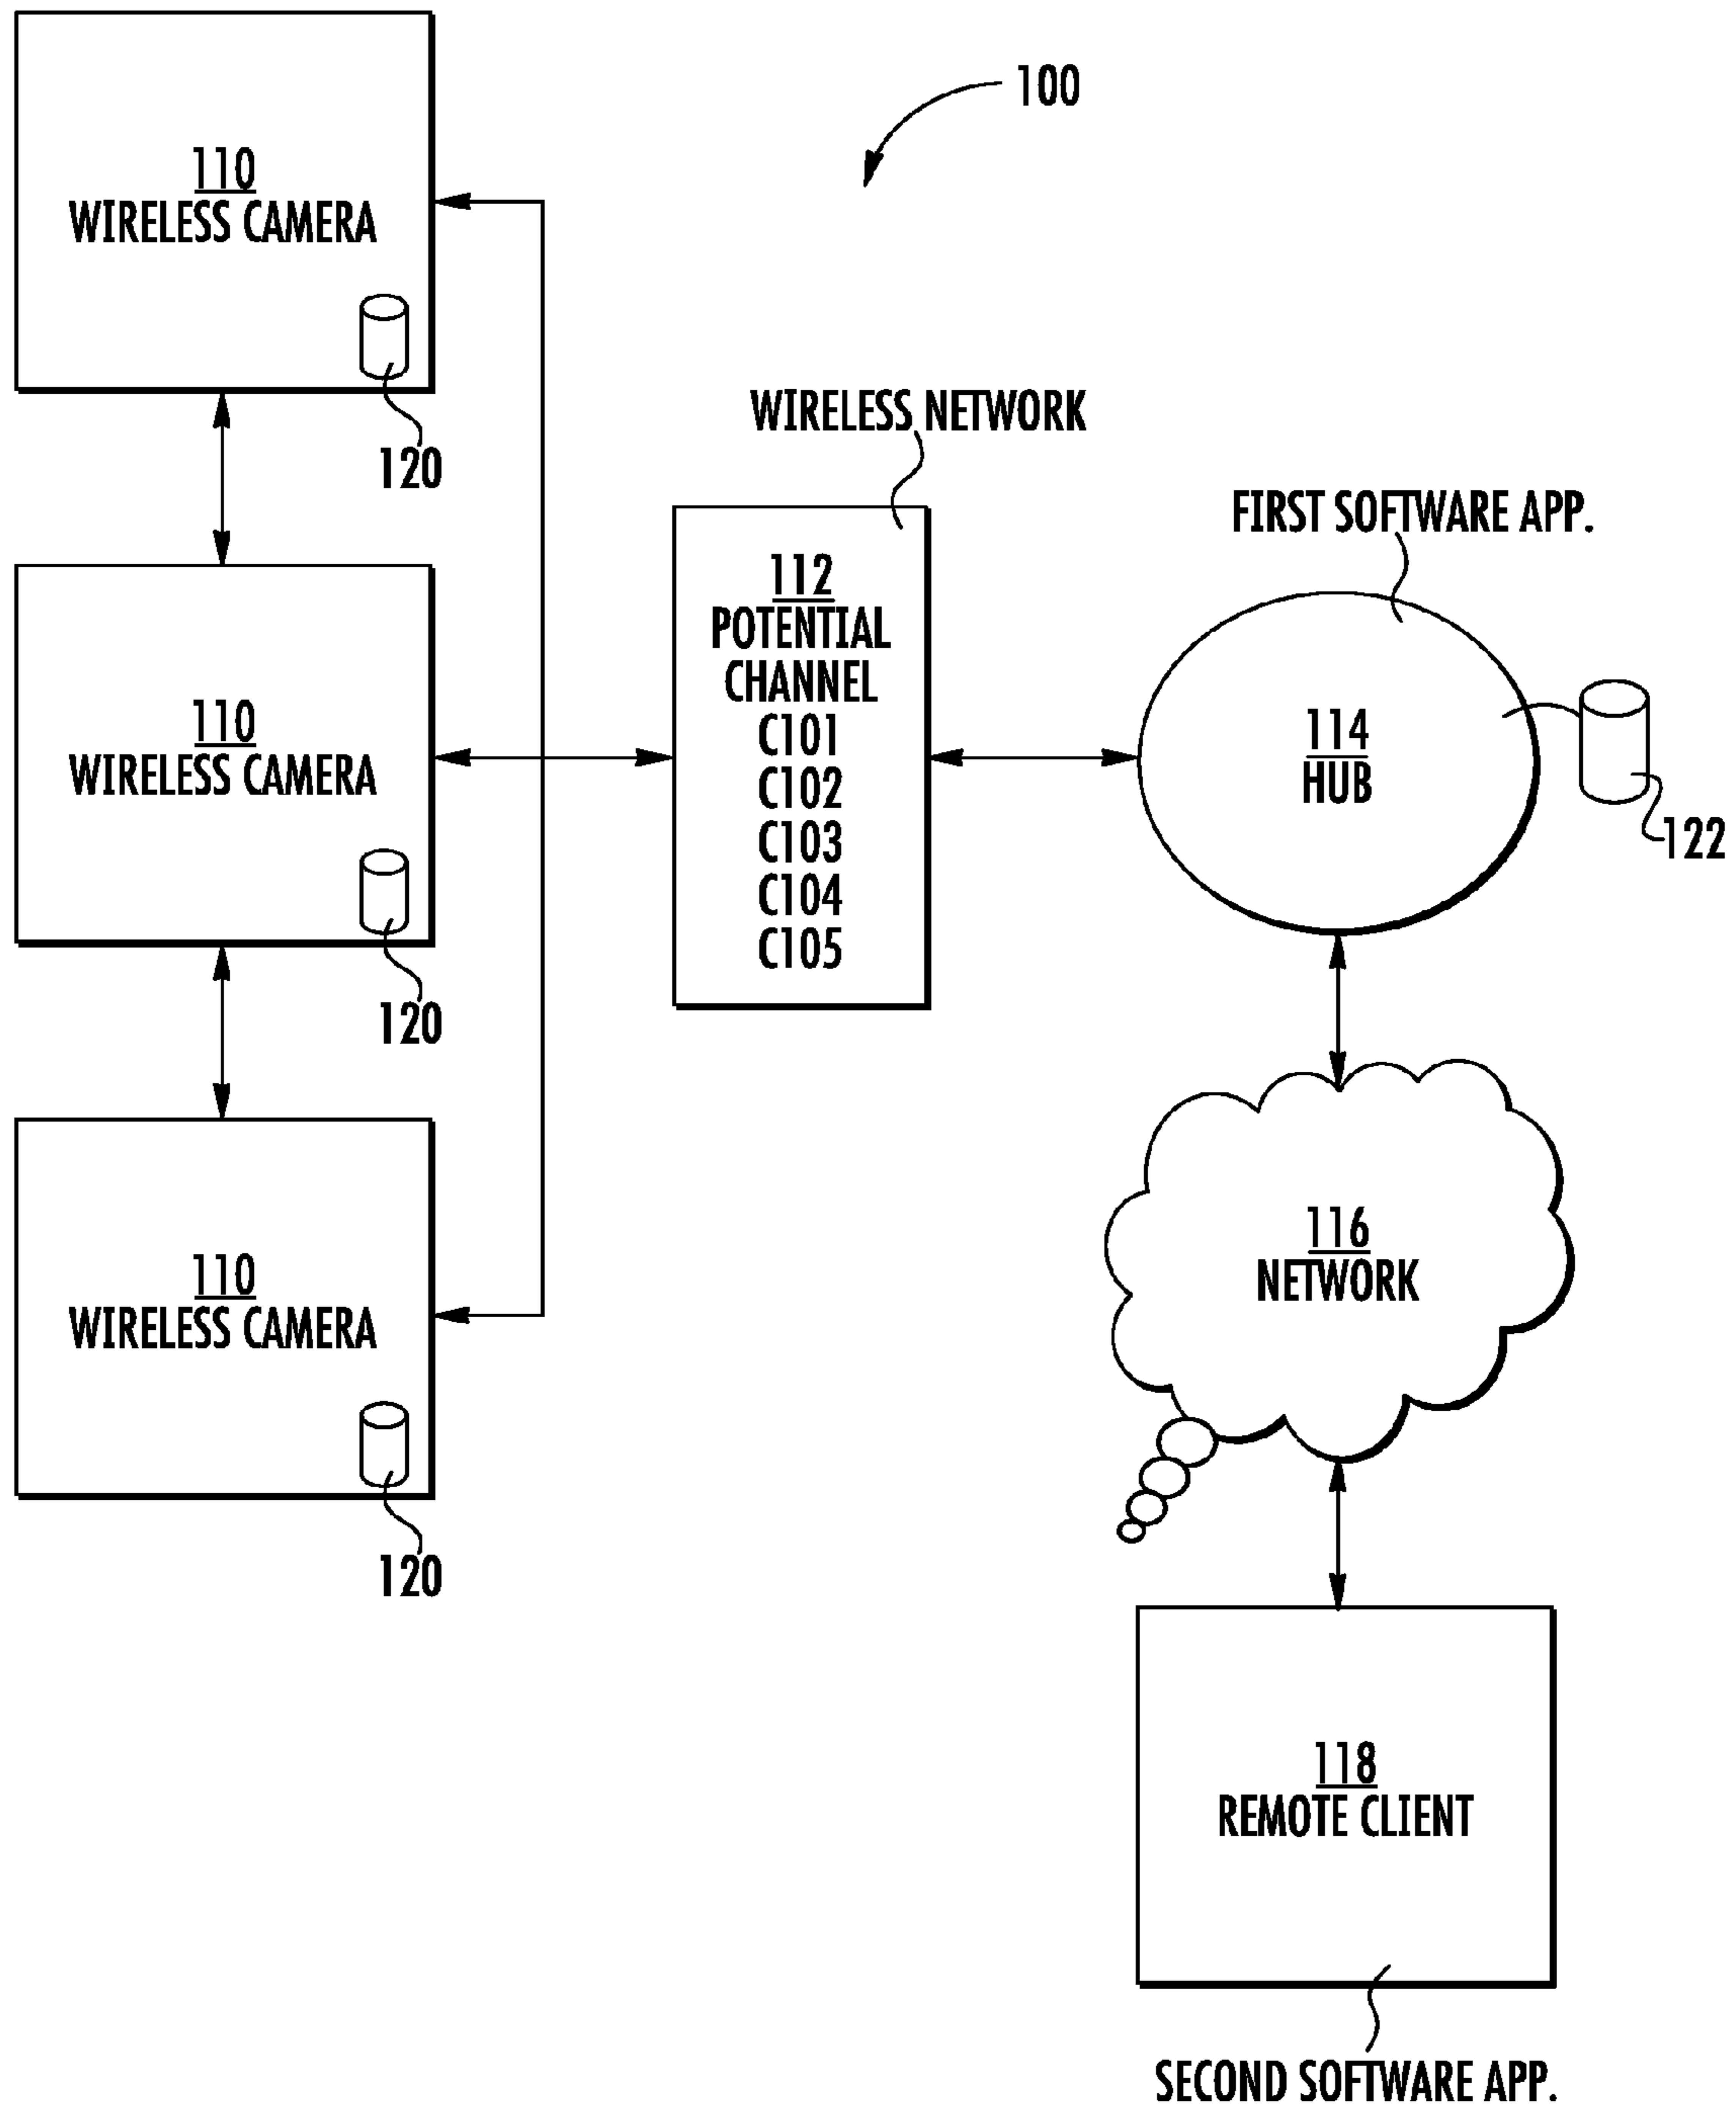 100
110
WIRELESS CAMERA
120
WIRELESS NETWORK
FIRST SOFTWARE APP.
112
POTENTIAL
CHANNEL
C101
C102
C103
C104
C105
110
WIRELESS CAMERA
120
114
HUB
122
110
WIRELESS CAMERA
120
116
NETWORK
118
REMOTE CLIENT
SECOND SOFTWARE APP.